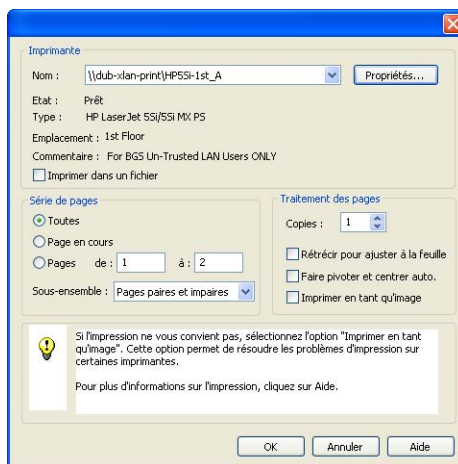 Imprimante
Nom : \\dub-xlan-print\HP5Si-1st_A Propriétés...
Etat : Prêt
Type : HP LaserJet 5Si/5Si MX PS
Emplacement : 1st Floor
Commentaire : For BGS Un-Trusted LAN Users ONLY
Imprimer dans un fichier
Série de pages
Toutes
Page en cours
Pages de : 1 à : 2
Sous-ensemble : Pages paires et impaires
Traitement des pages
Copies : 1
Rétrécir pour ajuster à la feuille
Faire pivoter et centrer auto.
Imprimer en tant qu'image
Si l'impression ne vous convient pas, sélectionnez l'option "Imprimer en tant
qu'image". Cette option permet de résoudre les problèmes d'impression sur
certaines imprimantes.
Pour plus d'informations sur l'impression, cliquez sur Aide.
OK Annuler Aide